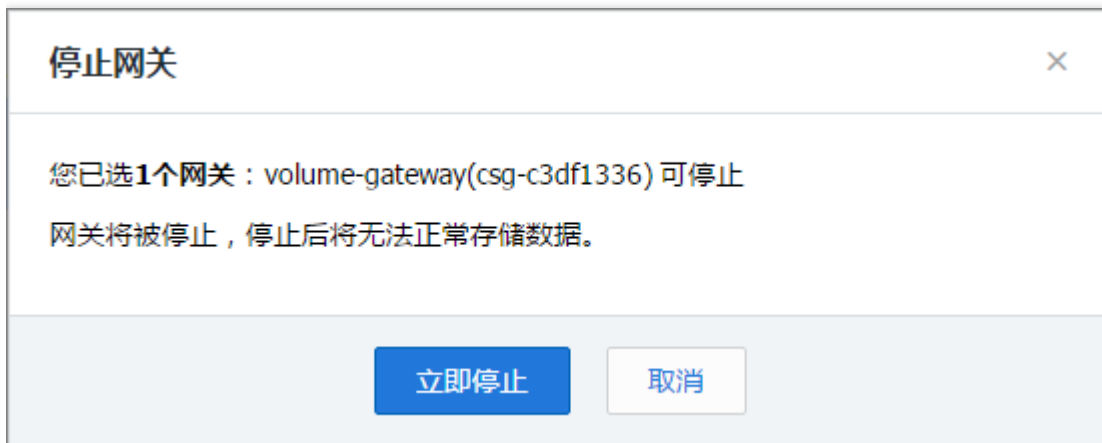 停止网关
×
您已选1个网关：volume-gateway(csg-c3df1336) 可停止
网关将被停止，停止后将无法正常存储数据。
立即停止
取消